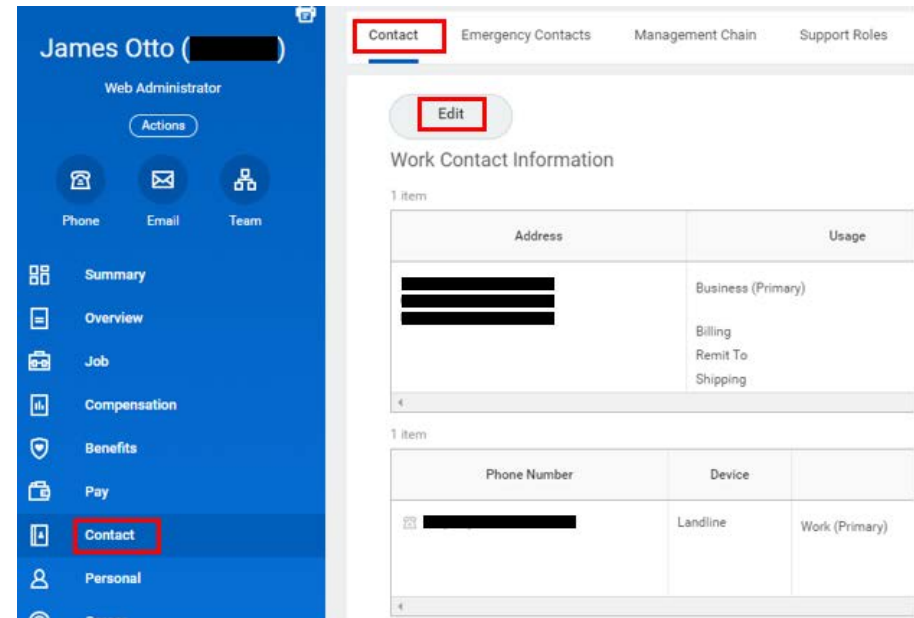 James Otto ( )
Web Administrator
Actions
Phone Email Team
Summary
Overview
Job
Compensation
Benefits
Pay
Contact
Personal
Contact Emergency Contacts Management Chain Support Roles
Edit
Work Contact Information
1 item
Address Usage
Business (Primary)
Billing
Remit To
Shipping
1 item
Phone Number Device
Landline Work (Primary)